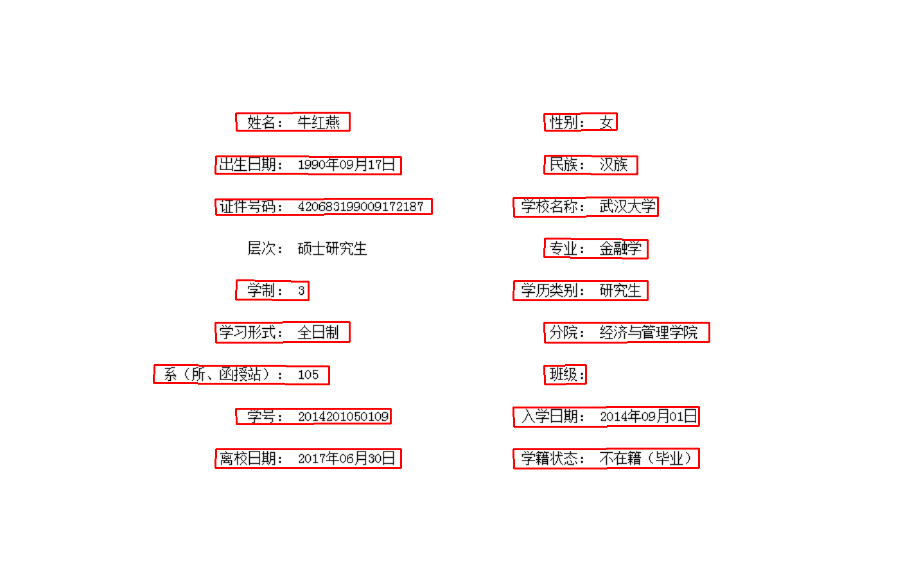 姓名： 牛红燕 性别： 女
出生日期： 1990年09月17日 民族： 汉族
证件号码： 420683199009172187 学校名称： 武汉大学
层次： 硕士研究生 专业： 金融学
学制： 3 学历类别： 研究生
学习形式： 全日制 分院： 经济与管理学院
系（所、函授站）： 105 班级：
学号： 2014201050109 入学日期： 2014年09月01日
离校日期： 2017年06月30日 学籍状态： 不在籍（毕业）